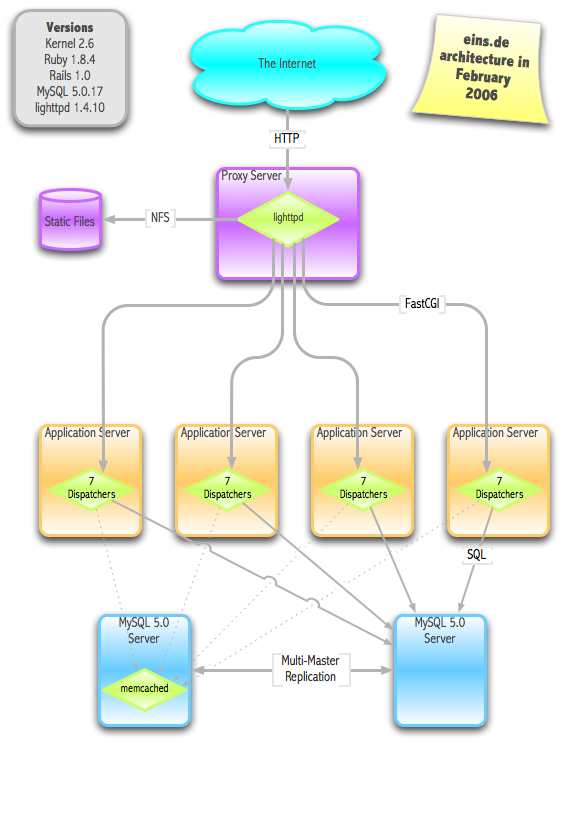 Versions
Kernel 2.6
Ruby 1.8.4
Rails 1.0
MySQL 5.0.17
lighttpd 1.4.10
The Internet
eins.de
architecture in
February
2006
HTTP
Proxy Server
lighttpd
NFS
Static Files
FastCGI
Application Server
7
Dispatchers
Application Server
7
Dispatchers
Application Server
7
Dispatchers
Application Server
7
Dispatchers
SQL
MySQL 5.0
Server
memcached
Multi-Master
Replication
MySQL 5.0
Server